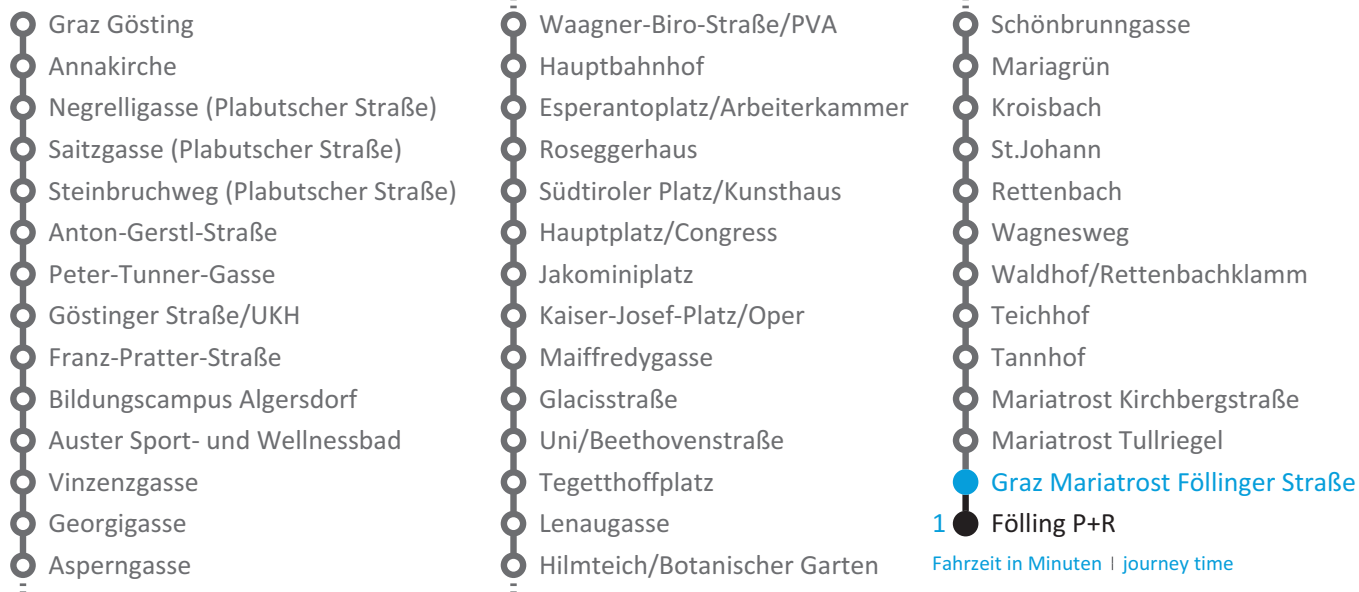 Graz Gösting
Annakirche
Negrelligasse (Plabutscher Straße)
Saitzgasse (Plabutscher Straße)
Steinbruchweg (Plabutscher Straße)
Anton-Gerstl-Straße
Peter-Tunner-Gasse
Göstinger Straße/UKH
Franz-Pratter-Straße
Bildungscampus Algersdorf
Auster Sport- und Wellnessbad
Vinzenzgasse
Georgigasse
Asperngasse
Waagner-Biro-Straße/PVA
Hauptbahnhof
Esperantoplatz/Arbeiterkammer
Roseggerhaus
Südtiroler Platz/Kunsthaus
Hauptplatz/Congress
Jakominiplatz
Kaiser-Josef-Platz/Oper
Maiffredygasse
Glacisstraße
Uni/Beethovenstraße
Tegetthoffplatz
Lenaugasse
Hilmteich/Botanischer Garten
Schönbrunngasse
Mariagrün
Kroisbach
St.Johann
Rettenbach
Wagnesweg
Waldhof/Rettenbachklamm
Teichhof
Tannhof
Mariatrost Kirchbergstraße
Mariatrost Tullriegel
Graz Mariatrost Föllinger Straße
1 Fölling P+R
Fahrzeit in Minuten | journey time